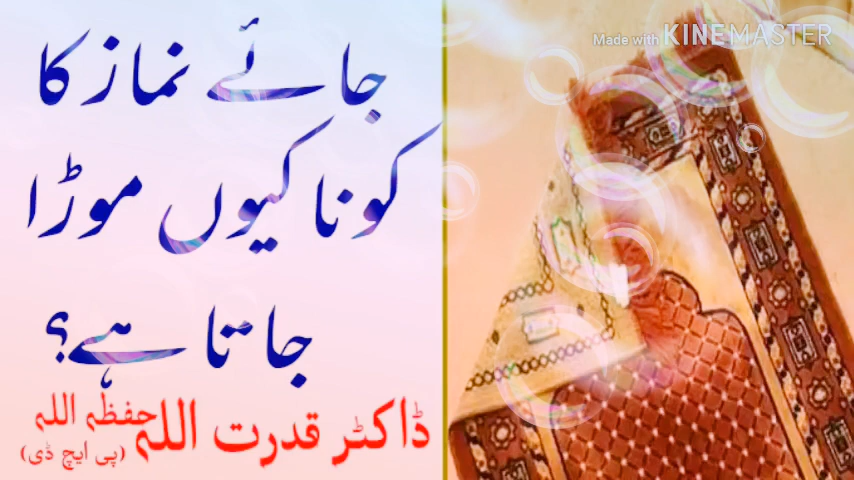 جائے نماز کا
کونا کیوں موڑا
جاتا ہے؟
ڈاکٹر قدرت اللہ حفظہ اللہ
(پی ایچ ڈی)
Made with KINEMASTER